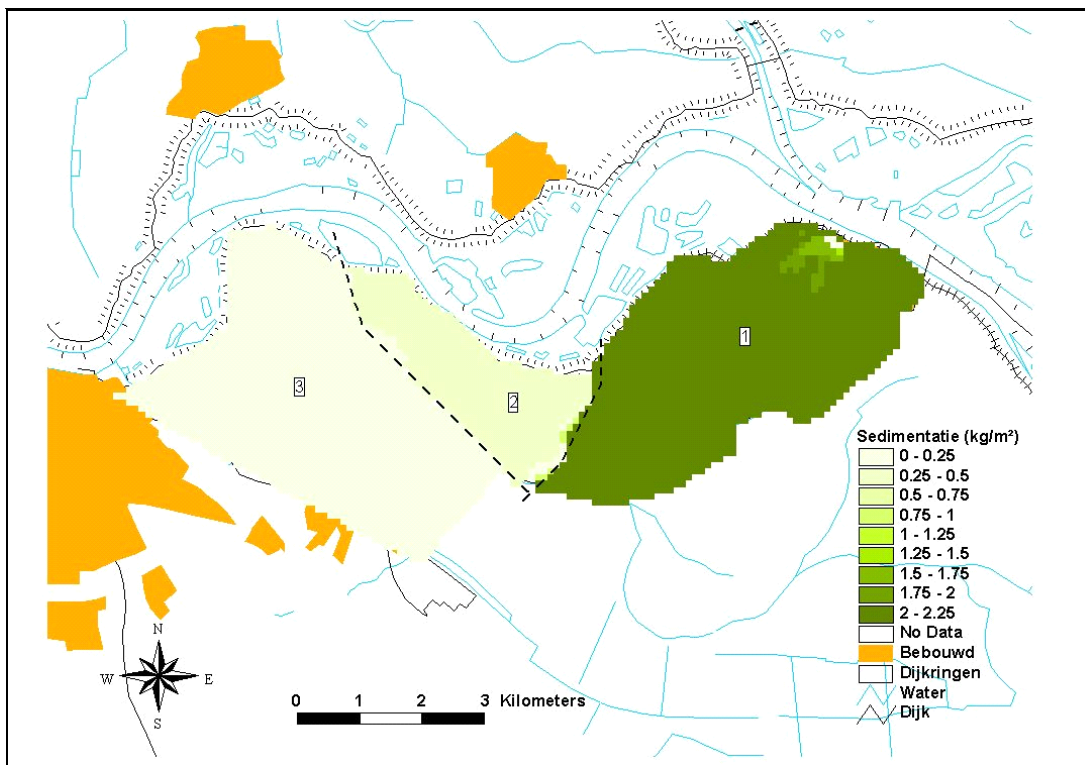 1
3
2
Sedimentatie (kg/m²)
0 - 0.25
0.25 - 0.5
0.5 - 0.75
0.75 - 1
1 - 1.25
1.25 - 1.5
1.5 - 1.75
1.75 - 2
2 - 2.25
No Data
Bebouwd
Dijkringen
Water
Dijk
N
W E
S
0 1 2 3 Kilometers